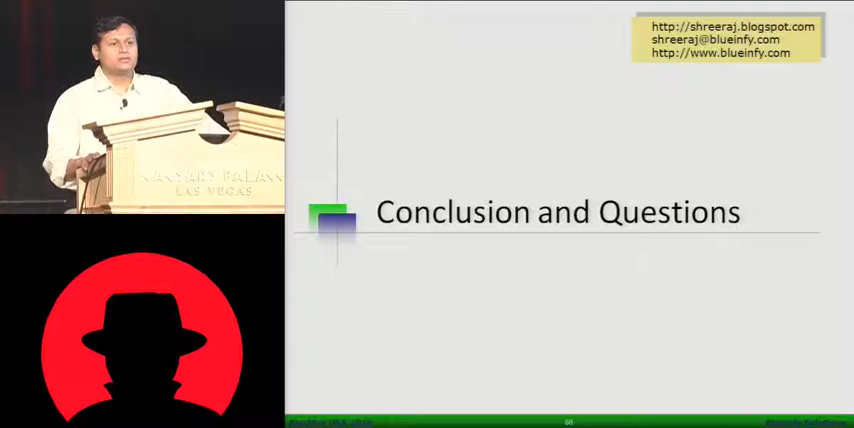 http://shreeraj.blogspot.com
shreeraj@blueinfy.com
http://www.blueinfy.com
LAS VEGAS
Conclusion and Questions